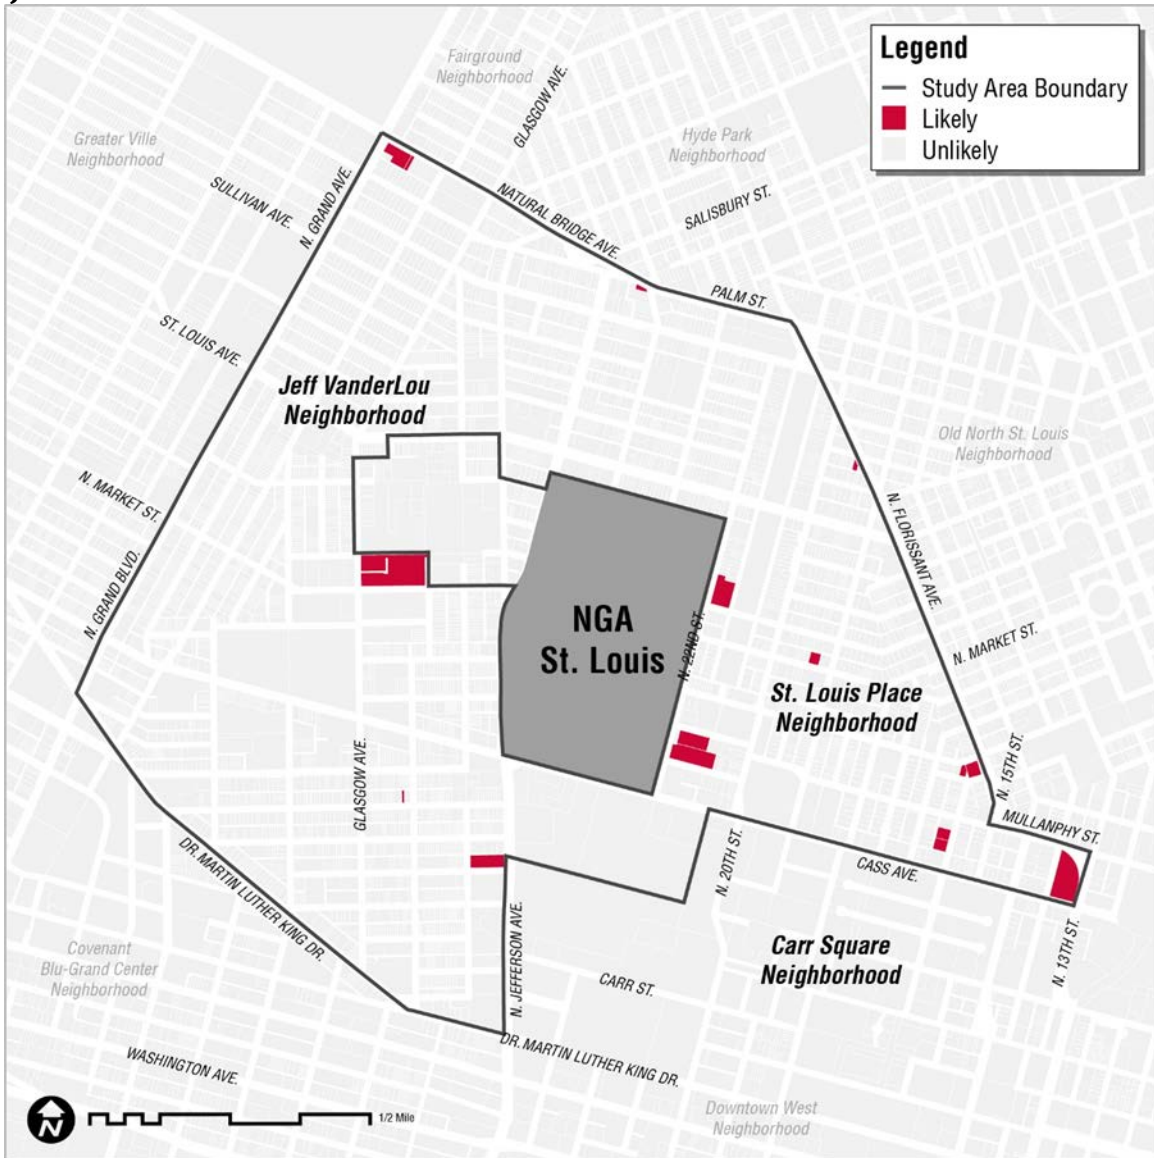 Legend
Study Area Boundary
Likely
Unlikely
Fairground
Neighborhood
GLASGOW AVE.
Greater Ville
Neighborhood
Hyde Park
Neighborhood
SULLIVAN AVE.
N. GRAND AVE.
NATURAL BRIDGE AVE.
SALISBURY ST.
PALM ST.
ST. LOUIS AVE.
Jeff VanderLou
Neighborhood
Old North St. Louis
Neighborhood
N. MARKET ST.
N. FLORISSANT AVE.
N. GRAND BLVD.
NGA
St. Louis
N. 22ND ST.
N. MARKET ST.
St. Louis Place
Neighborhood
GLASGOW AVE.
N. 15TH ST.
MULLANPHY ST.
DR. MARTIN LUTHER KING DR.
N. 20TH ST.
CASS AVE.
Covenant
Blu-Grand Center
Neighborhood
N. JEFFERSON AVE.
CARR ST.
Carr Square
Neighborhood
N. 13TH ST.
WASHINGTON AVE.
DR. MARTIN LUTHER KING DR.
Downtown West
Neighborhood
N
1/2 Mile